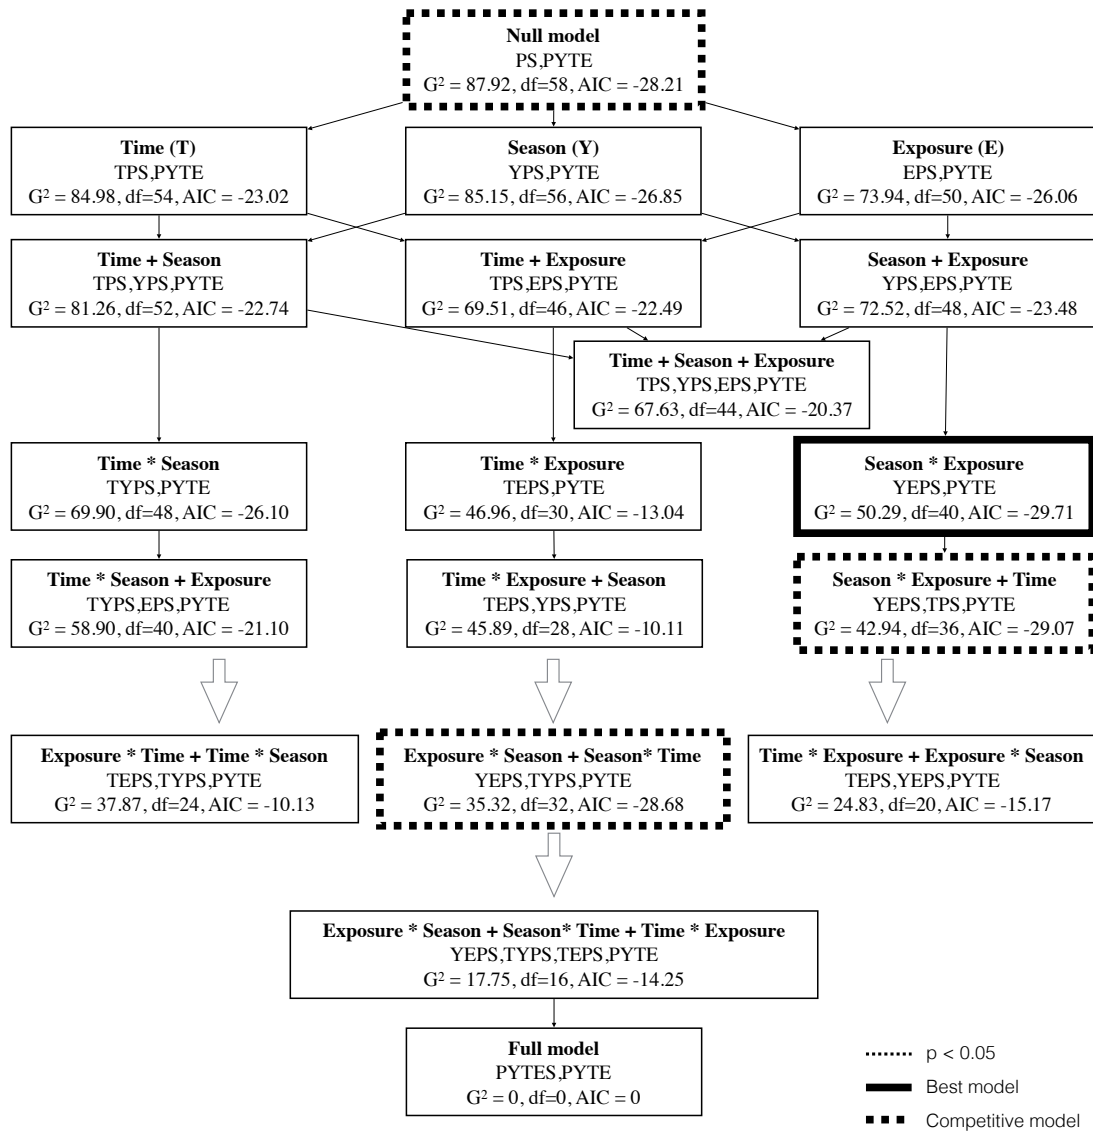 Null model
PS,PYTE
G² = 87.92, df=58, AIC = -28.21
Time (T)
TPS,PYTE
G² = 84.98, df=54, AIC = -23.02
Season (Y)
YPS,PYTE
G² = 85.15, df=56, AIC = -26.85
Exposure (E)
EPS,PYTE
G² = 73.94, df=50, AIC = -26.06
Time + Season
TPS,YPS,PYTE
G² = 81.26, df=52, AIC = -22.74
Time + Exposure
TPS,EPS,PYTE
G² = 69.51, df=46, AIC = -22.49
Season + Exposure
YPS,EPS,PYTE
G² = 72.52, df=48, AIC = -23.48
Time + Season + Exposure
TPS,YPS,EPS,PYTE
G² = 67.63, df=44, AIC = -20.37
Time * Season
TYPS,PYTE
G² = 69.90, df=48, AIC = -26.10
Time * Exposure
TEPS,PYTE
G² = 46.96, df=30, AIC = -13.04
Season * Exposure
YEPS,PYTE
G² = 50.29, df=40, AIC = -29.71
Time * Season + Exposure
TYPS,EPS,PYTE
G² = 58.90, df=40, AIC = -21.10
Time * Exposure + Season
TEPS,YPS,PYTE
G² = 45.89, df=28, AIC = -10.11
Season * Exposure + Time
YEPS,TPS,PYTE
G² = 42.94, df=36, AIC = -29.07
Exposure * Time + Time * Season
TEPS,TYPS,PYTE
G² = 37.87, df=24, AIC = -10.13
Exposure * Season + Season* Time
YEPS,TYPS,PYTE
G² = 35.32, df=32, AIC = -28.68
Time * Exposure + Exposure * Season
TEPS,YEPS,PYTE
G² = 24.83, df=20, AIC = -15.17
Exposure * Season + Season* Time + Time * Exposure
YEPS,TYPS,TEPS,PYTE
G² = 17.75, df=16, AIC = -14.25
Full model
PYTES,PYTE
G² = 0, df=0, AIC = 0
p < 0.05
Best model
Competitive model